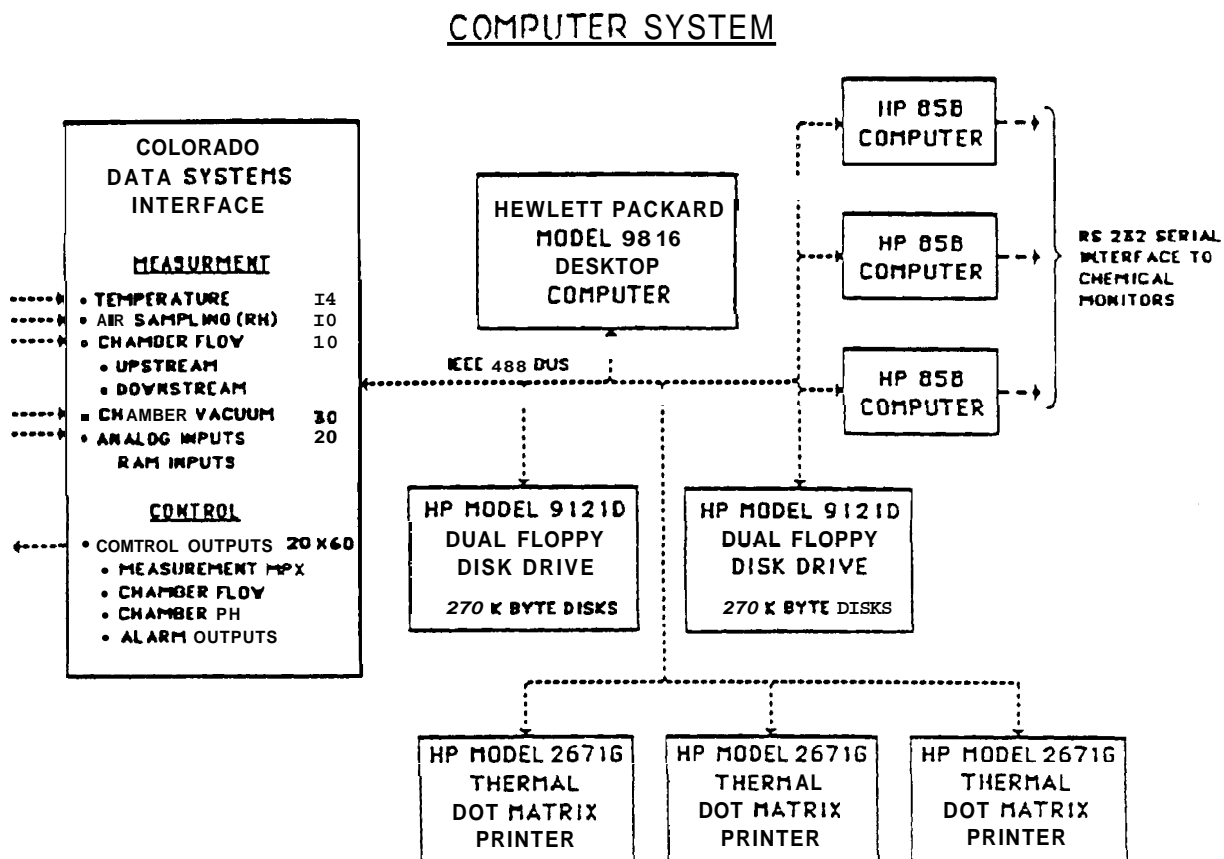 COMPUTER SYSTEM
COLORADO
DATA SYSTEMS
INTERFACE
MEASURMENT
• TEMPERATURE 14
• AIR SAMPLING (RH) 10
• CHAMBER FLOW 10
• UPSTREAM
• DOWNSTREAM
• CHAMBER VACUUM
• ANALOG INPUTS 20
RAM INPUTS
CONTROL
• COMTROL OUTPUTS 20 X60
• MEASUREMENT MPX
• CHAMBER FLOW
• CHAMBER PH
• ALARM OUTPUTS
HEWLETT PACKARD
MODEL 9816
DESKTOP
COMPUTER
IEEE 488 BUS
HP 85B
COMPUTER
HP 85B
COMPUTER
HP 85B
COMPUTER
RS 232 SERIAL
INTERFACE TO
CHEMICAL
MONITORS
HP MODEL 9121D
DUAL FLOPPY
DISK DRIVE
270 K BYTE DISKS
HP MODEL 9121D
DUAL FLOPPY
DISK DRIVE
270 K BYTE DISKS
HP MODEL 2671G
THERMAL
DOT MATRIX
PRINTER
HP MODEL 2671G
THERMAL
DOT MATRIX
PRINTER
HP MODEL 2671G
THERMAL
DOT MATRIX
PRINTER